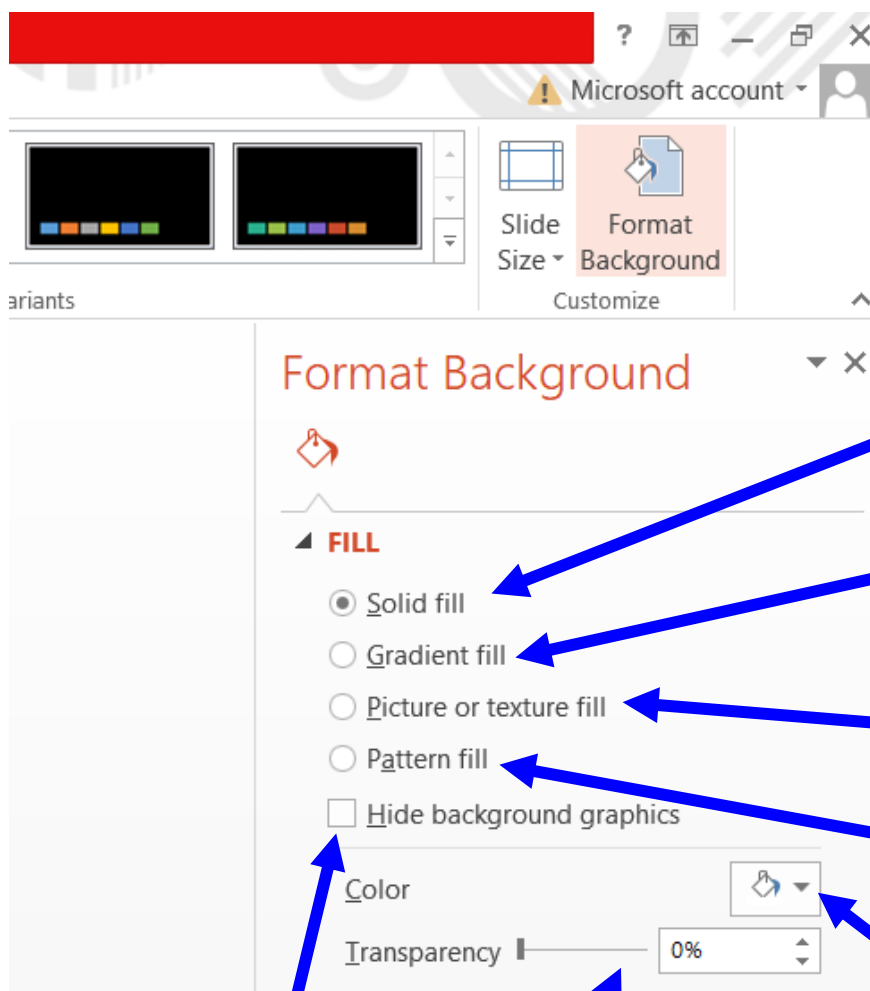 ?
Microsoft account
Slide Size
Format Background
ariants
Customize
Format Background
FILL
Solid fill
Gradient fill
Picture or texture fill
Pattern fill
Hide background graphics
Color
Transparency 0%